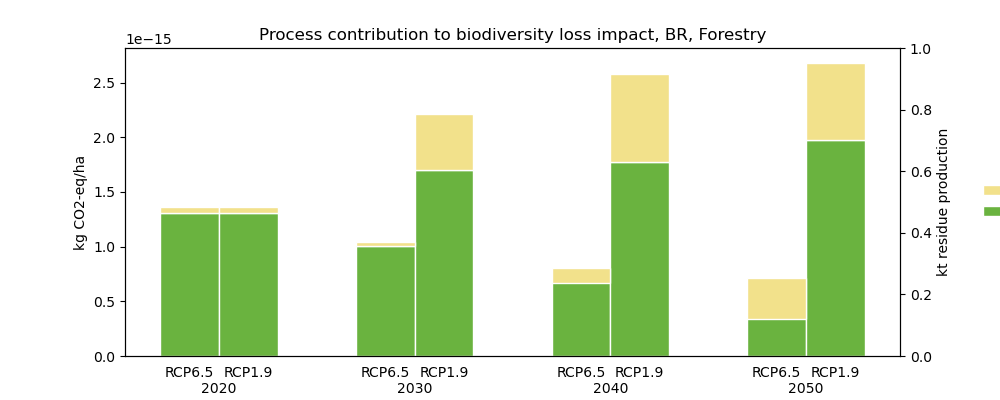 Process contribution to biodiversity loss impact, BR, Forestry
1e−15
kg CO2-eq/ha
2.5
2.0
1.5
1.0
0.5
0.0
1.0
0.8
0.6
0.4
0.2
0.0
kt residue production
RCP6.5 RCP1.9 RCP6.5 RCP1.9 RCP6.5 RCP1.9 RCP6.5 RCP1.9
2020 2030 2040 2050